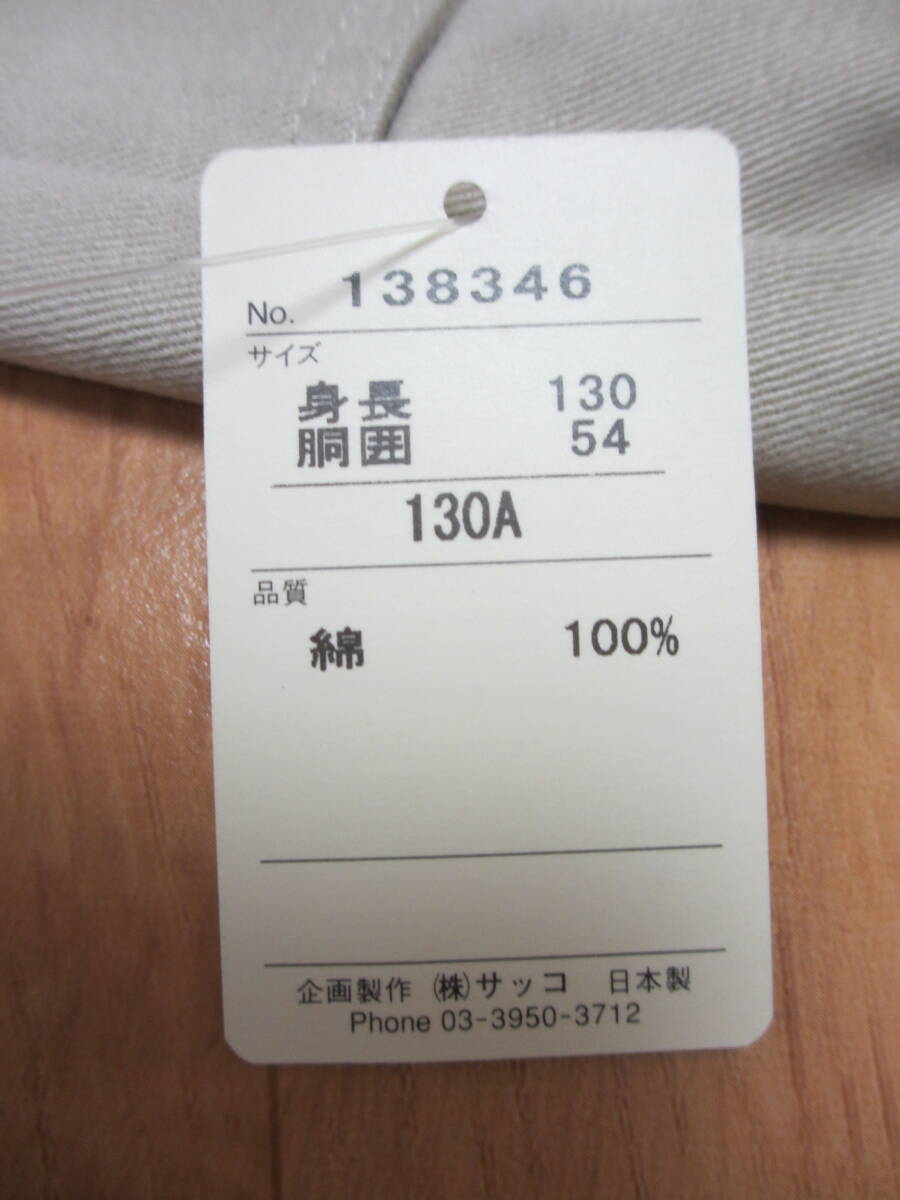 No. 138346
サイズ
身長 130
胴囲 54
130A
品質
綿 100%
企画製作 ㈱サッコ 日本製
Phone 03-3950-3712